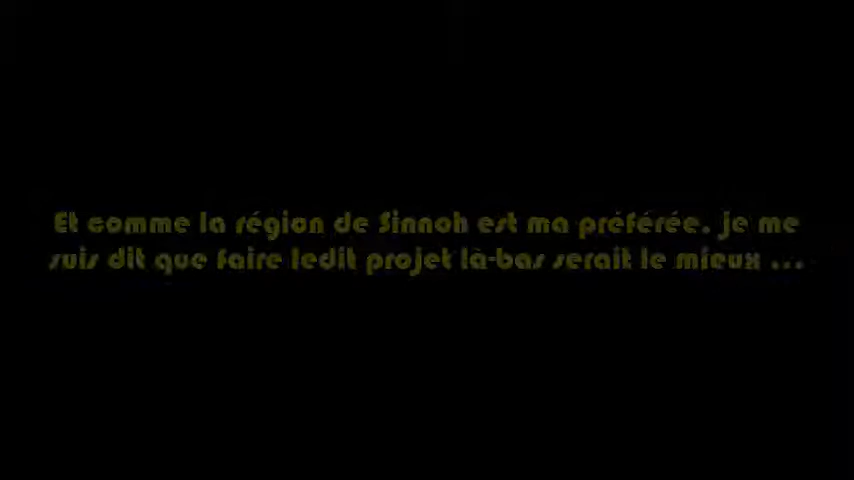 Et comme la région de Sinnoh est ma préférée, je me
suis dit que faire ledit projet là-bas serait le mieux ...